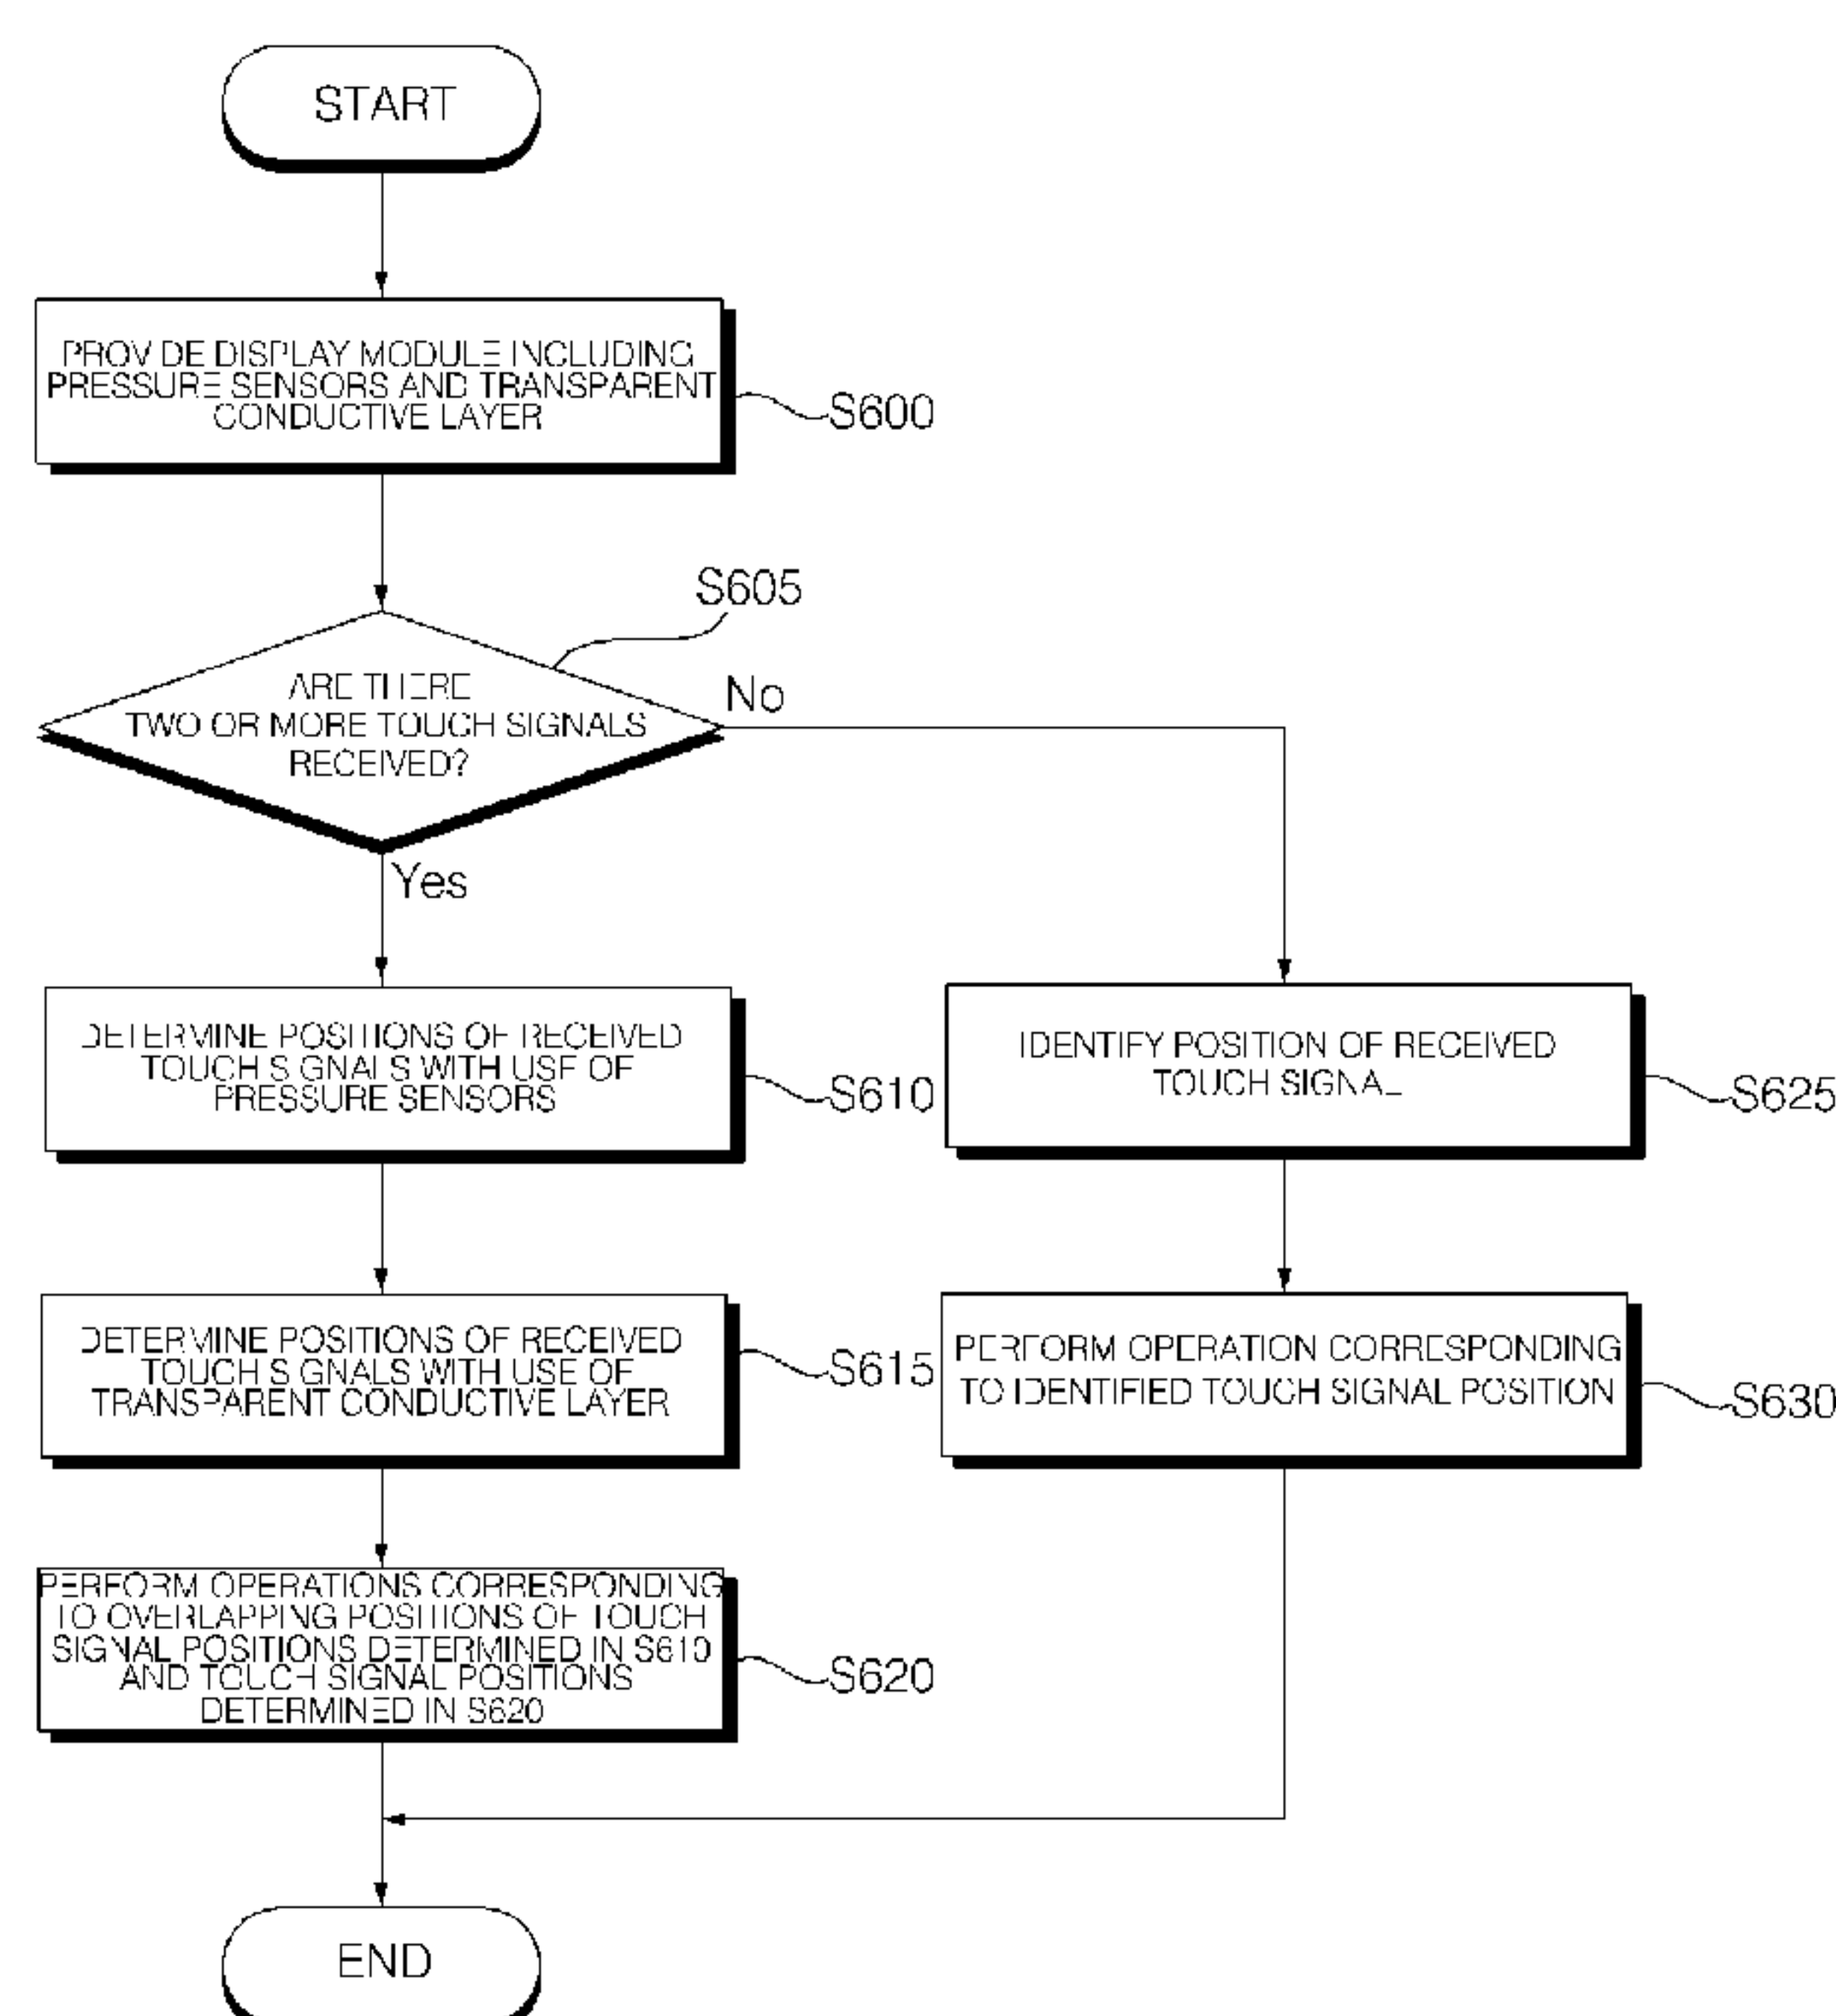 START
PROVIDE DISPLAY MODULE INCLUDING
PRESSURE SENSORS AND TRANSPARENT
CONDUCTIVE LAYER
S600
S605
ARE THERE
TWO OR MORE TOUCH SIGNALS
RECEIVED?
No
Yes
DETERMINE POSITIONS OF RECEIVED
TOUCH SIGNALS WITH USE OF
PRESSURE SENSORS
S610
IDENTIFY POSITION OF RECEIVED
TOUCH SIGNAL
S625
DETERMINE POSITIONS OF RECEIVED
TOUCH SIGNALS WITH USE OF
TRANSPARENT CONDUCTIVE LAYER
S615
PERFORM OPERATION CORRESPONDING
TO IDENTIFIED TOUCH SIGNAL POSITION
S630
PERFORM OPERATIONS CORRESPONDING
TO OVERLAPPING POSITIONS OF TOUCH
SIGNAL POSITIONS DETERMINED IN S610
AND TOUCH SIGNAL POSITIONS
DETERMINED IN S620
S620
END